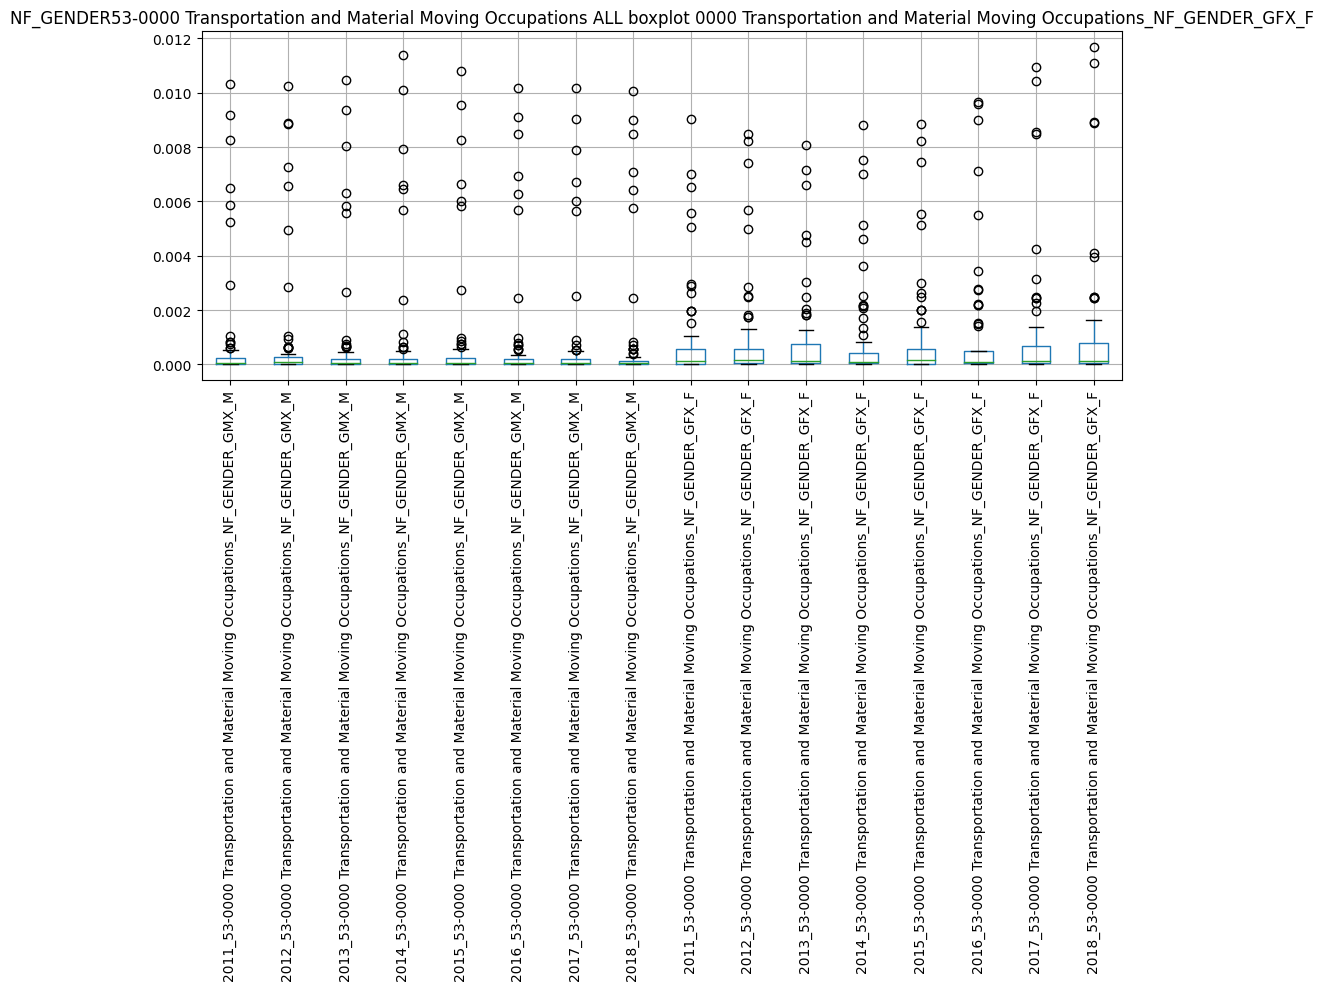 NF_GENDER53-0000 Transportation and Material Moving Occupations ALL boxplot 0000 Transportation and Material Moving Occupations_NF_GENDER_GFX_F
0.012
0.010
0.008
0.006
0.004
0.002
0.000
2011_53-0000 Transportation and Material Moving Occupations_NF_GENDER_GMX_M
2012_53-0000 Transportation and Material Moving Occupations_NF_GENDER_GMX_M
2013_53-0000 Transportation and Material Moving Occupations_NF_GENDER_GMX_M
2014_53-0000 Transportation and Material Moving Occupations_NF_GENDER_GMX_M
2015_53-0000 Transportation and Material Moving Occupations_NF_GENDER_GMX_M
2016_53-0000 Transportation and Material Moving Occupations_NF_GENDER_GMX_M
2017_53-0000 Transportation and Material Moving Occupations_NF_GENDER_GMX_M
2018_53-0000 Transportation and Material Moving Occupations_NF_GENDER_GMX_M
2011_53-0000 Transportation and Material Moving Occupations_NF_GENDER_GFX_F
2012_53-0000 Transportation and Material Moving Occupations_NF_GENDER_GFX_F
2013_53-0000 Transportation and Material Moving Occupations_NF_GENDER_GFX_F
2014_53-0000 Transportation and Material Moving Occupations_NF_GENDER_GFX_F
2015_53-0000 Transportation and Material Moving Occupations_NF_GENDER_GFX_F
2016_53-0000 Transportation and Material Moving Occupations_NF_GENDER_GFX_F
2017_53-0000 Transportation and Material Moving Occupations_NF_GENDER_GFX_F
2018_53-0000 Transportation and Material Moving Occupations_NF_GENDER_GFX_F